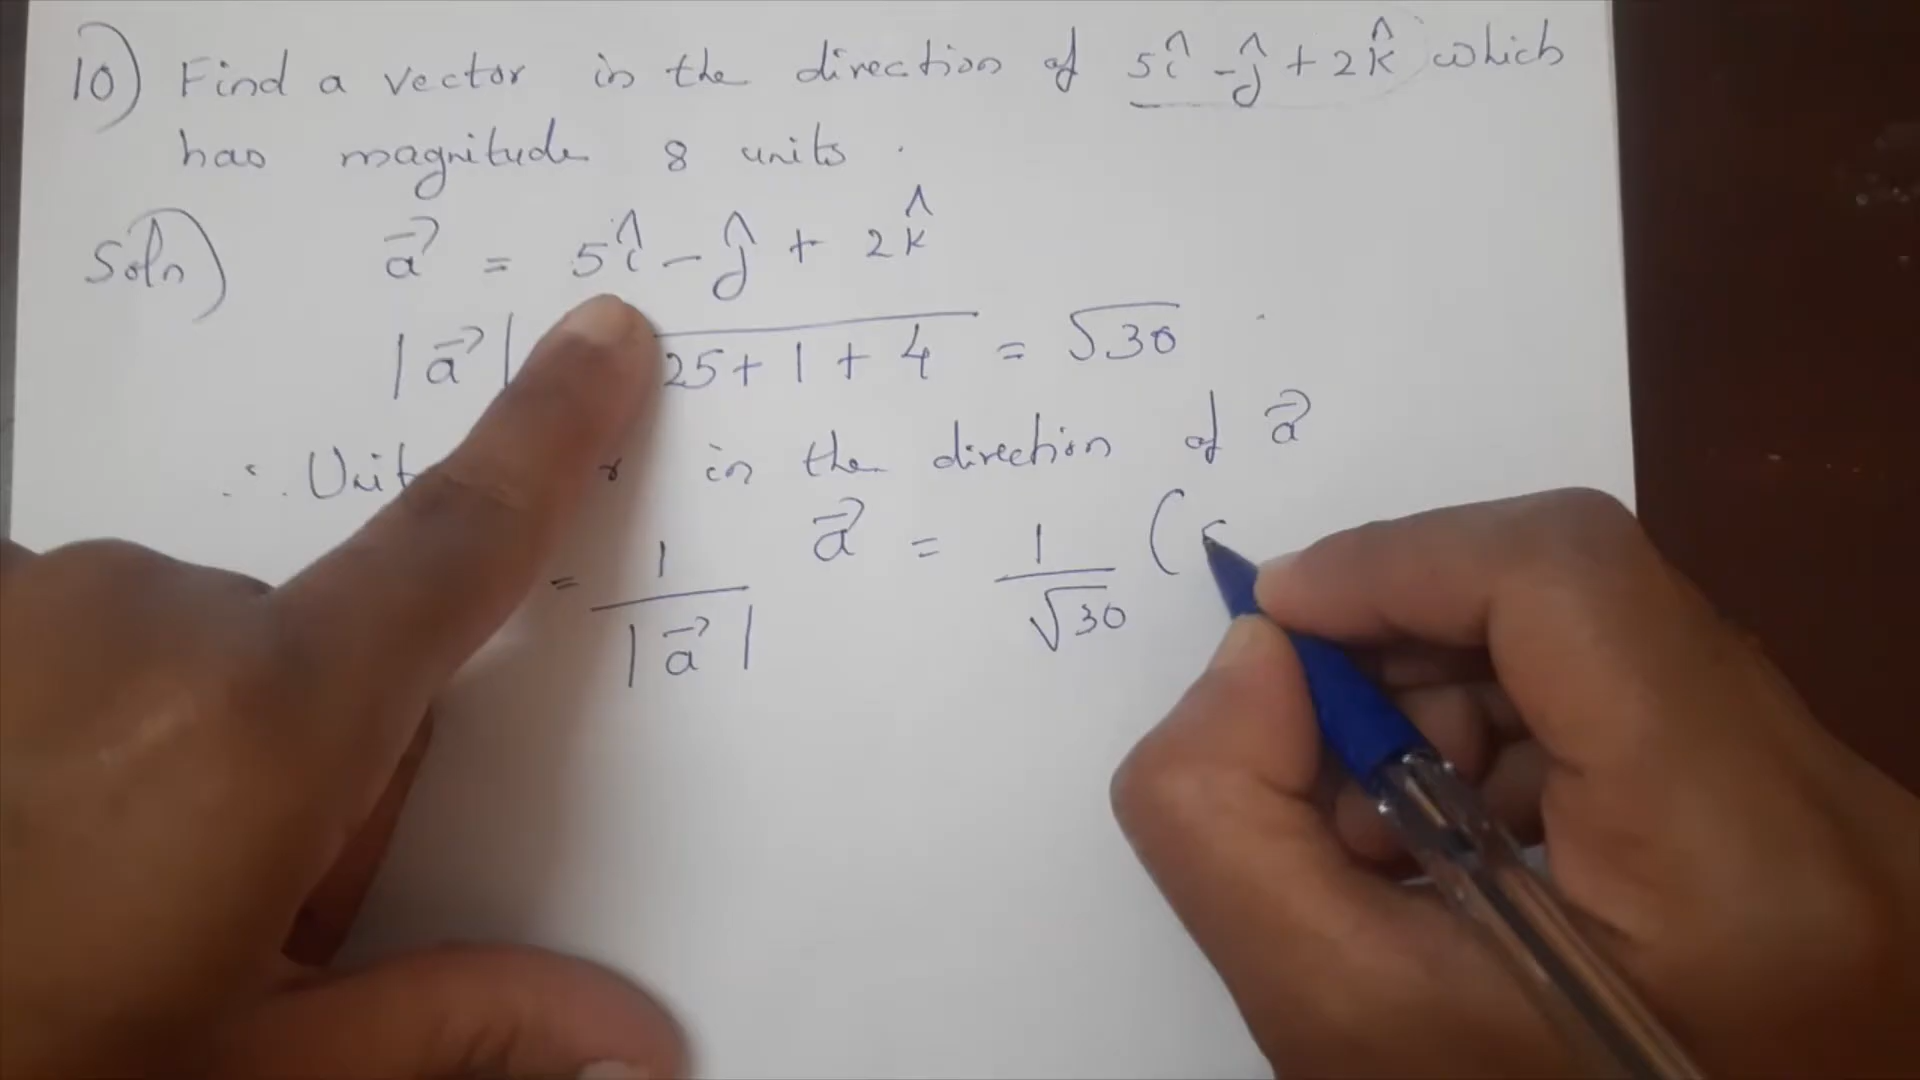 10) Find a vector in the direction of 5î - ĵ + 2k̂ which
has magnitude 8 units.
Soln) a⃗ = 5î - ĵ + 2k̂
|a⃗| 25 + 1 + 4 = √30
∴ Unit in the direction of a⃗
= 1/|a⃗| a⃗ = 1/√30 (